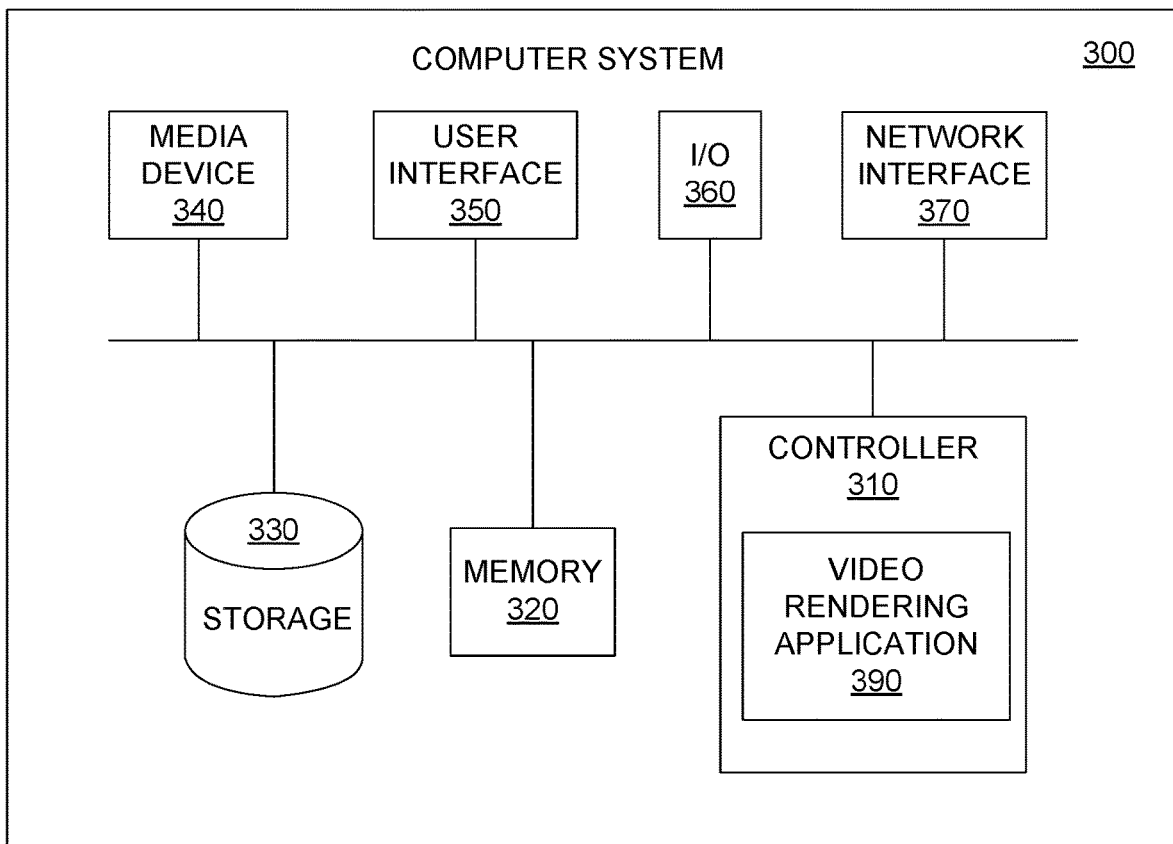 COMPUTER SYSTEM
300
MEDIA
DEVICE
340
USER
INTERFACE
350
I/O
360
NETWORK
INTERFACE
370
330
STORAGE
MEMORY
320
CONTROLLER
310
VIDEO
RENDERING
APPLICATION
390